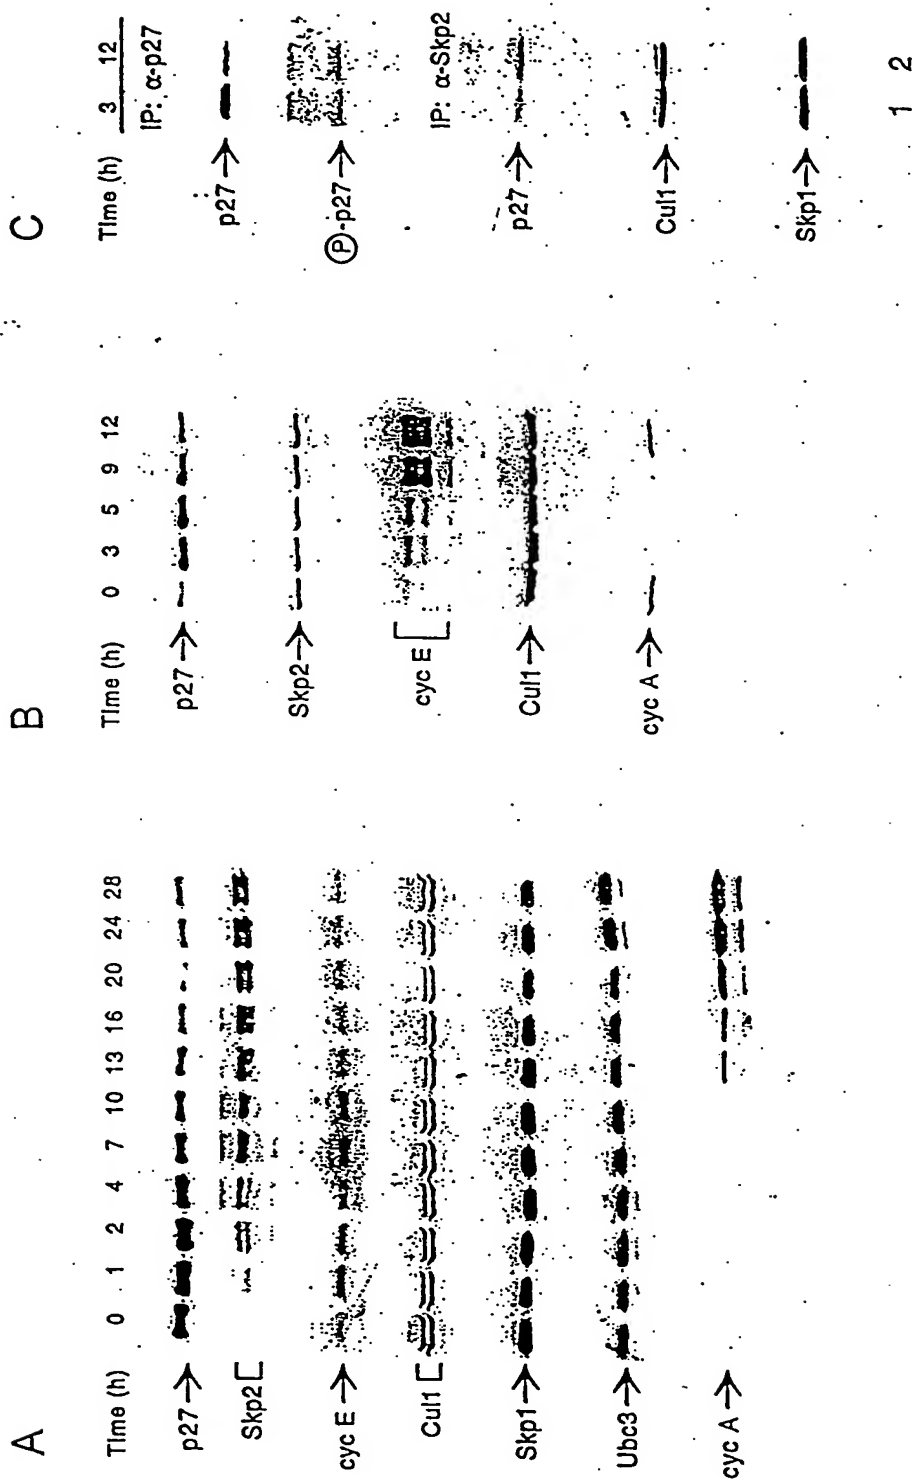 A
Time (h) 0 1 2 4 7 10 13 16 20 24 28
p27
Skp2
cyc E
Cul1
Skp1
Ubc3
cyc A
B
Time (h) 0 3 5 9 12
p27
Skp2
cyc E
Cul1
cyc A
C
Time (h) 3 12
IP: α-p27
p27
Ⓟ-p27
IP: α-Skp2
p27
Cul1
Skp1
1 2